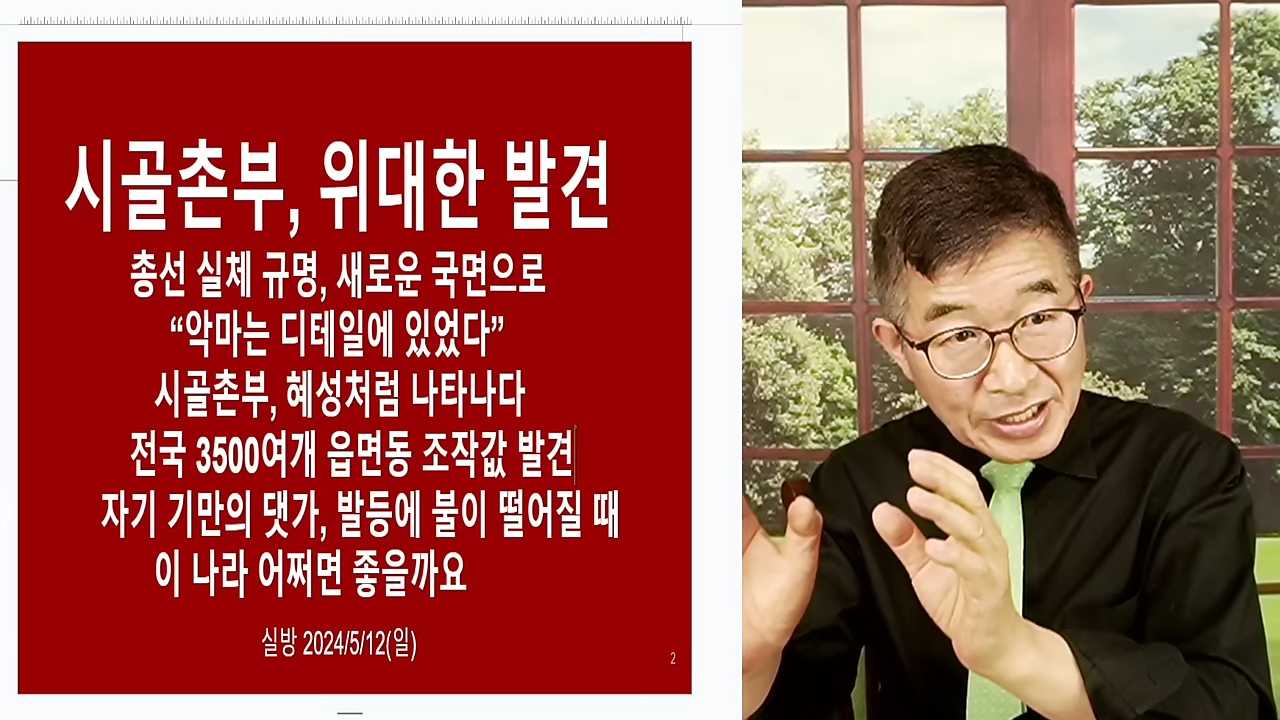 시골촌부, 위대한 발견
총선 실체 규명, 새로운 국면으로
“악마는 디테일에 있었다”
시골촌부, 혜성처럼 나타나다
전국 3500여개 읍면동 조작값 발견
자기 기만의 댓가, 발등에 불이 떨어질 때
이 나라 어쩌면 좋을까요
실방 2024/5/12(일)
2